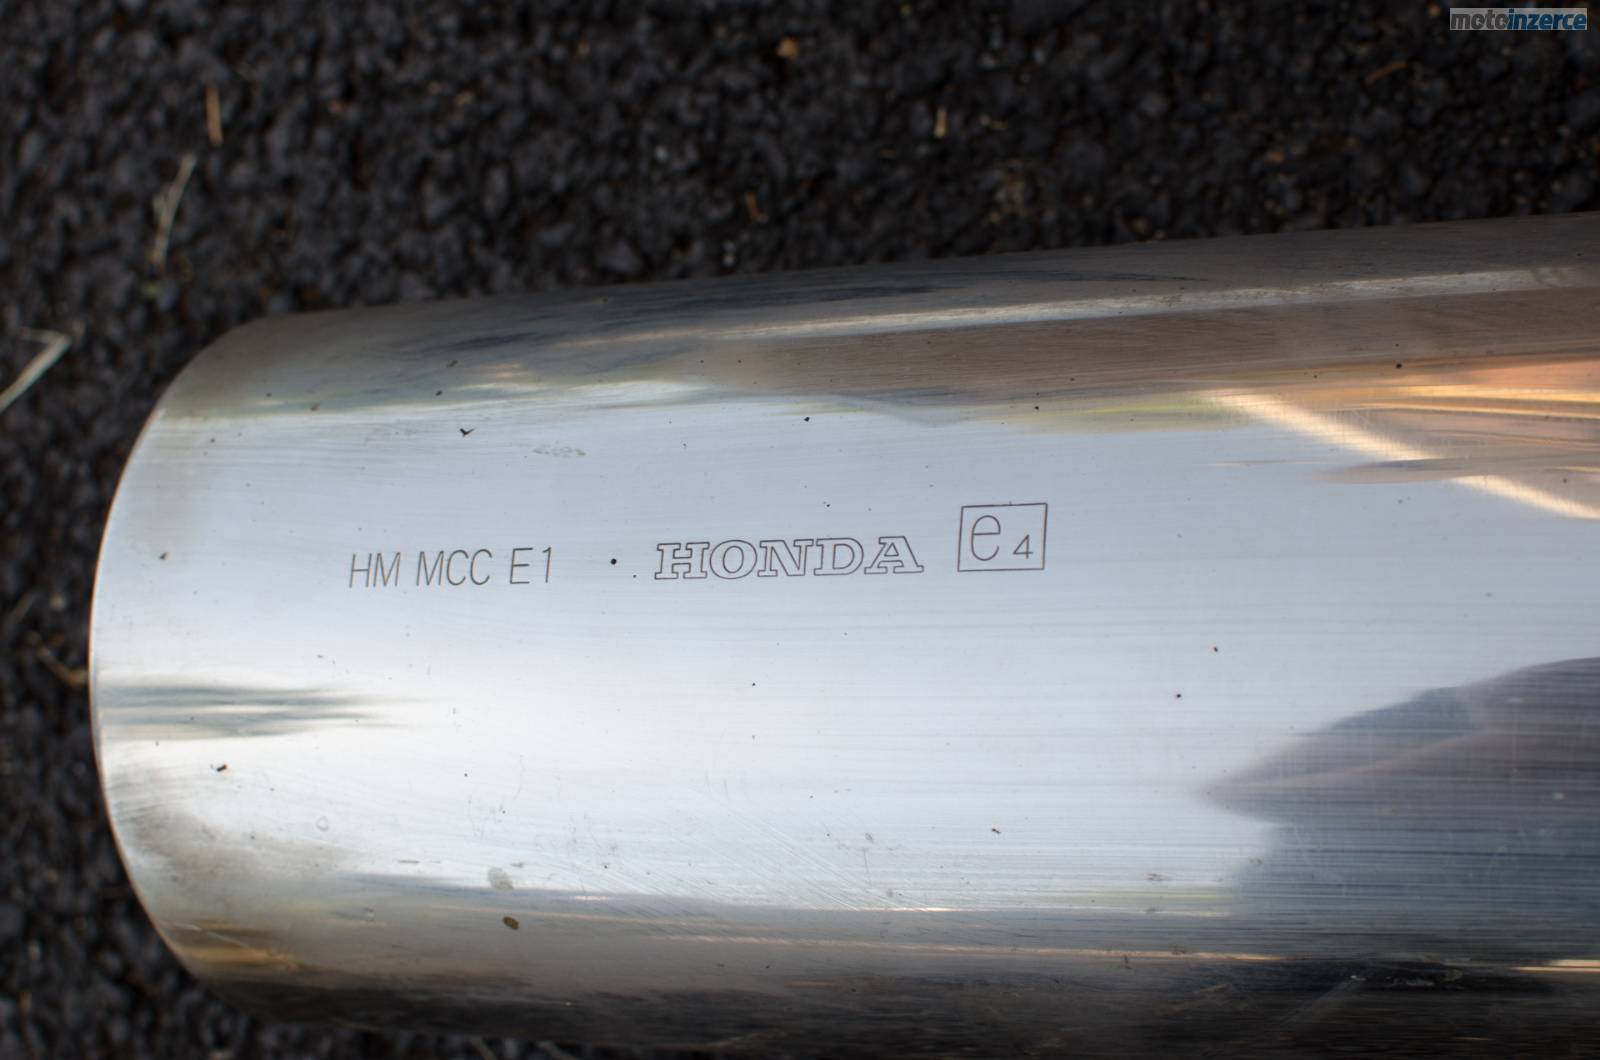 motoinzerce
HM MCC E1 · HONDA e4